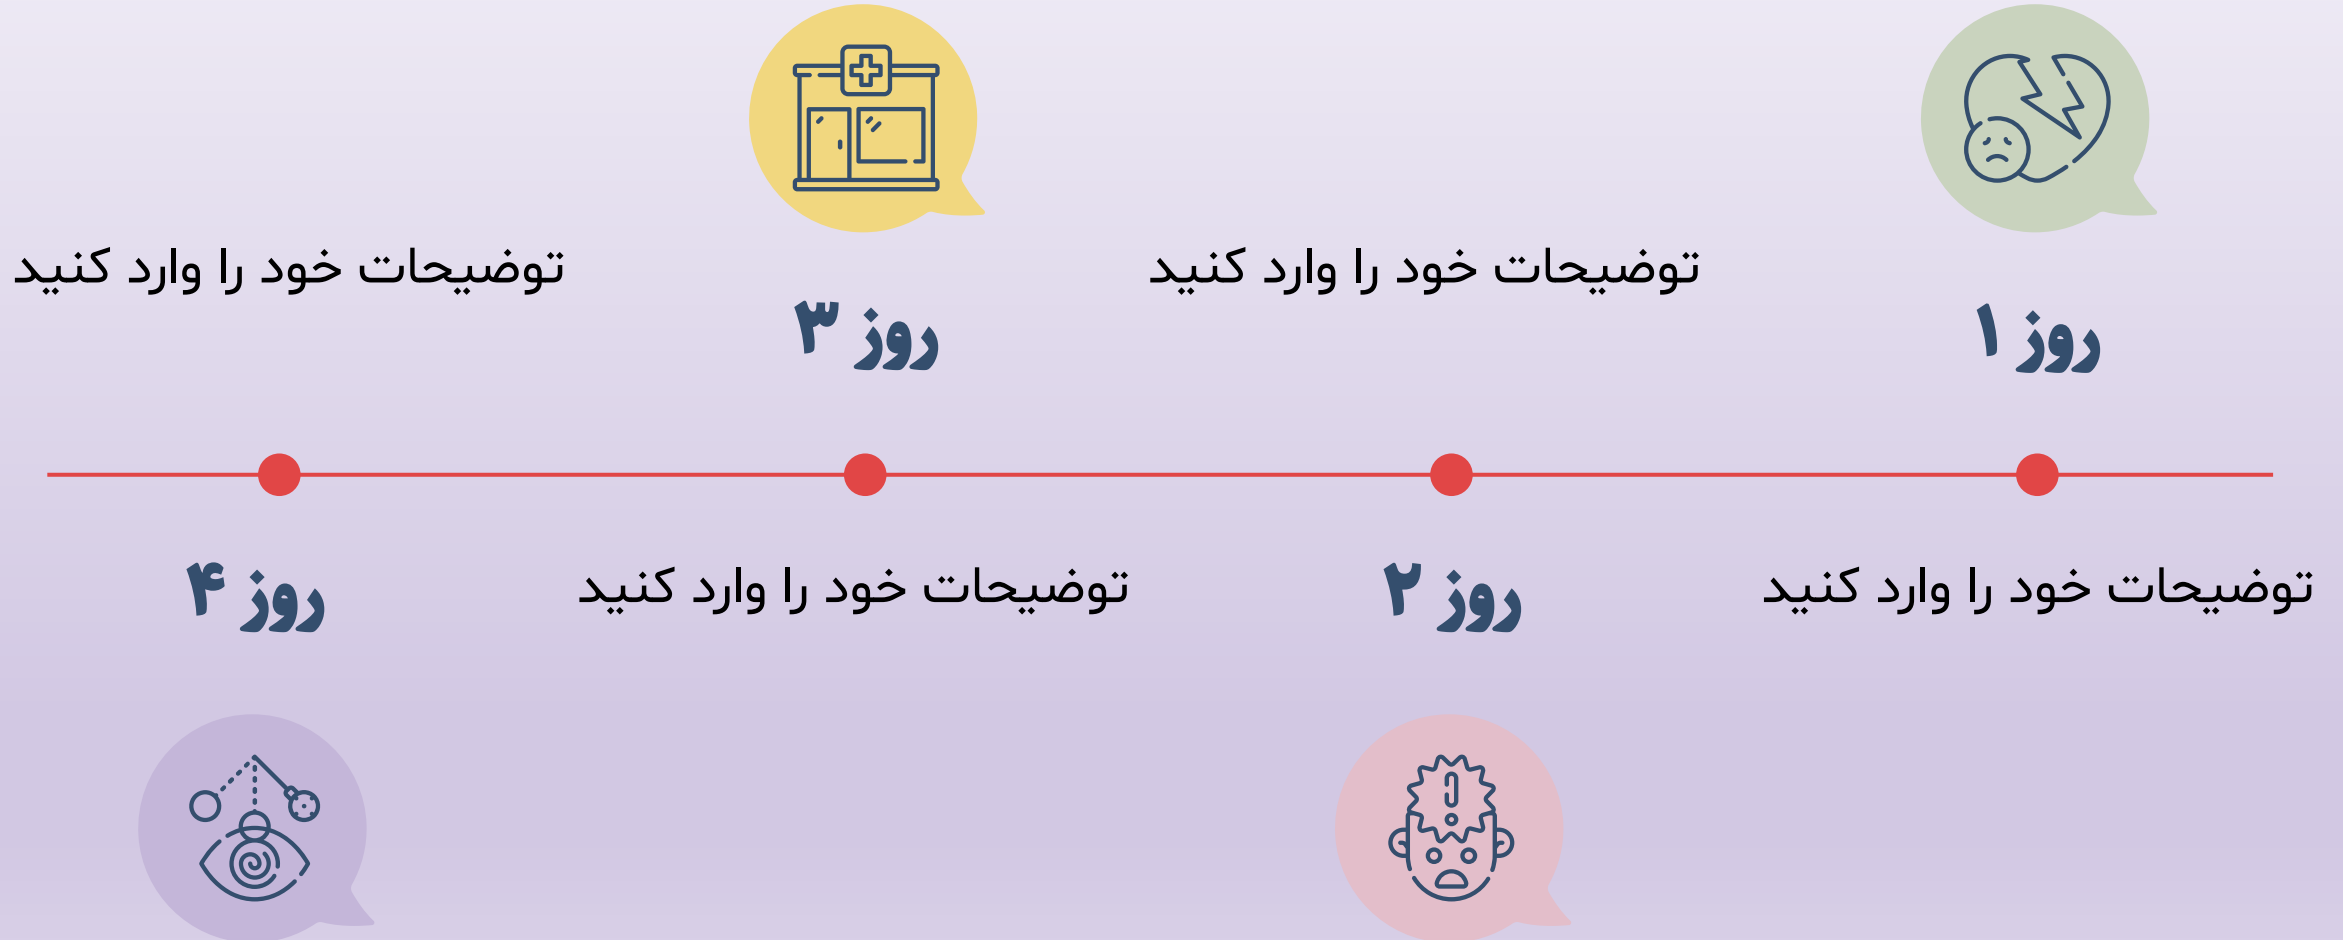 روز ۱
توضیحات خود را وارد کنید
روز ۲
توضیحات خود را وارد کنید
روز ۳
توضیحات خود را وارد کنید
روز ۴
توضیحات خود را وارد کنید